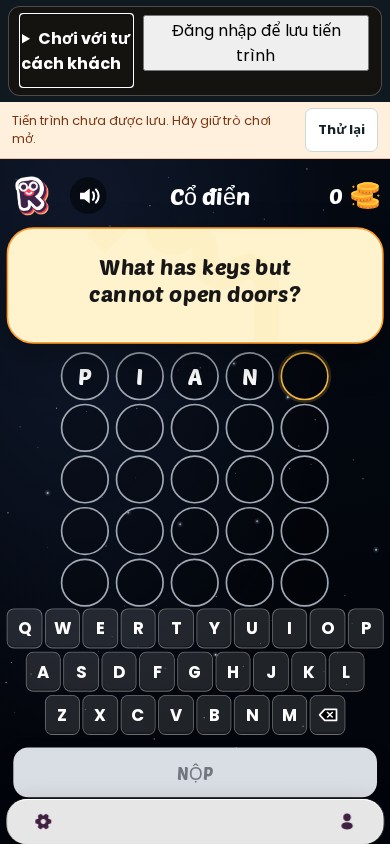 ▶ Chơi với tư
cách khách
Đăng nhập để lưu tiến
trình
Tiến trình chưa được lưu. Hãy giữ trò chơi
mở.
Thử lại
R
Cổ điển
0
What has keys but
cannot open doors?
P I A N
Q W E R T Y U I O P
A S D F G H J K L
Z X C V B N M
NỘP